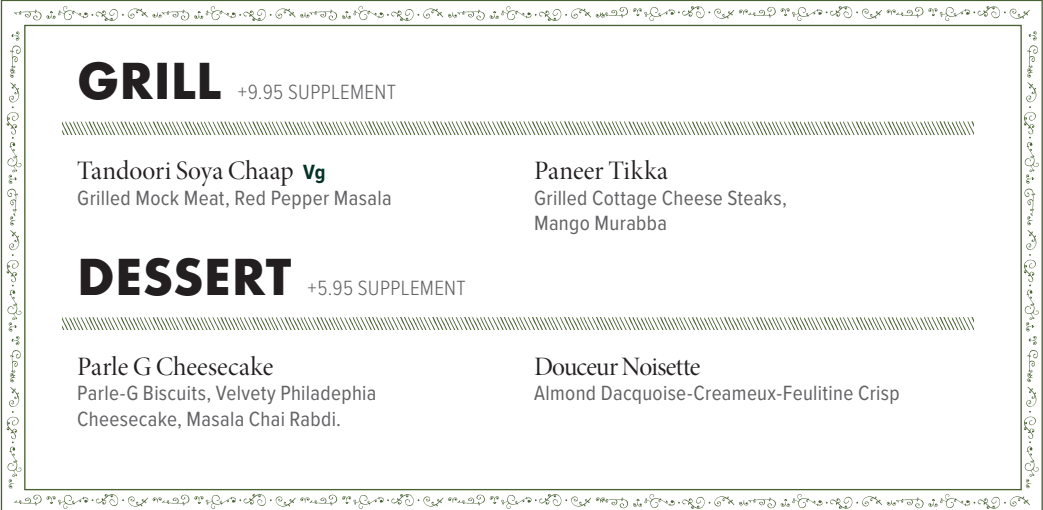 GRILL +9.95 SUPPLEMENT
Tandoori Soya Chaap Vg
Grilled Mock Meat, Red Pepper Masala
Paneer Tikka
Grilled Cottage Cheese Steaks,
Mango Murabba
DESSERT +5.95 SUPPLEMENT
Parle G Cheesecake
Parle-G Biscuits, Velvety Philadephia
Cheesecake, Masala Chai Rabdi.
Douceur Noisette
Almond Dacquoise-Creameux-Feulitine Crisp